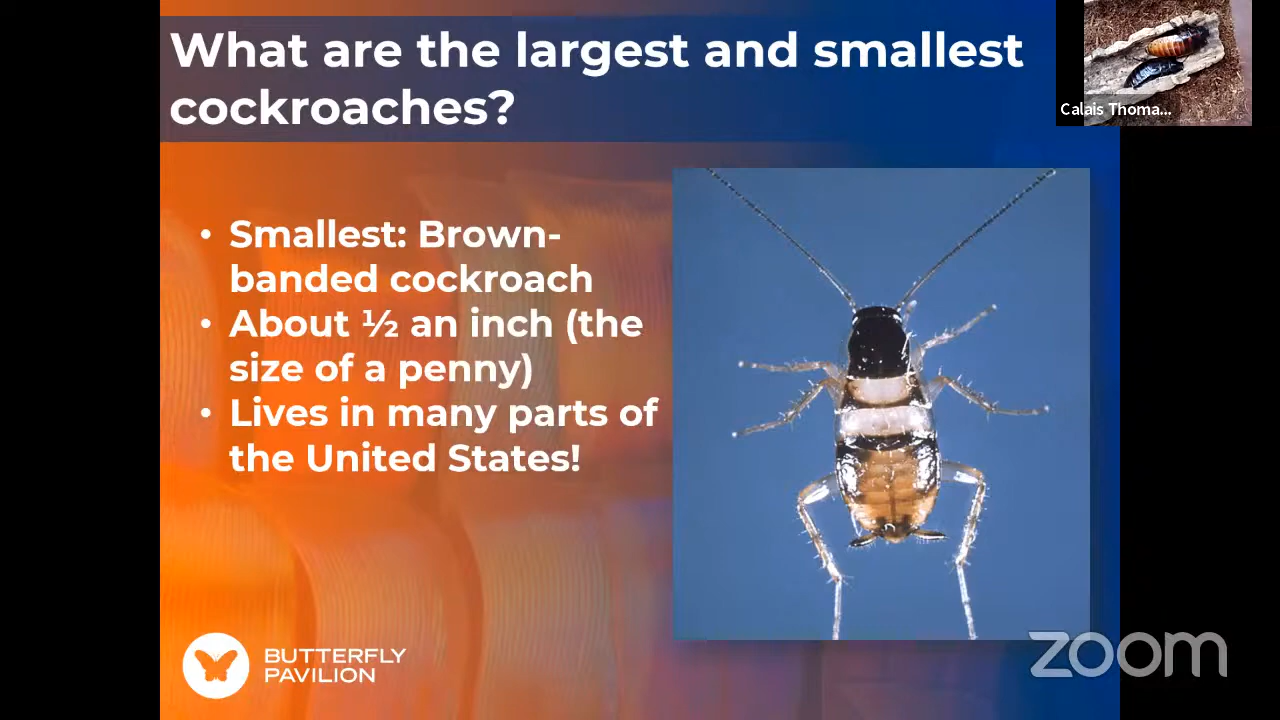 What are the largest and smallest
cockroaches?
Calais Thoma...
• Smallest: Brown-
banded cockroach
• About ½ an inch (the
size of a penny)
• Lives in many parts of
the United States!
BUTTERFLY
PAVILION
zoom